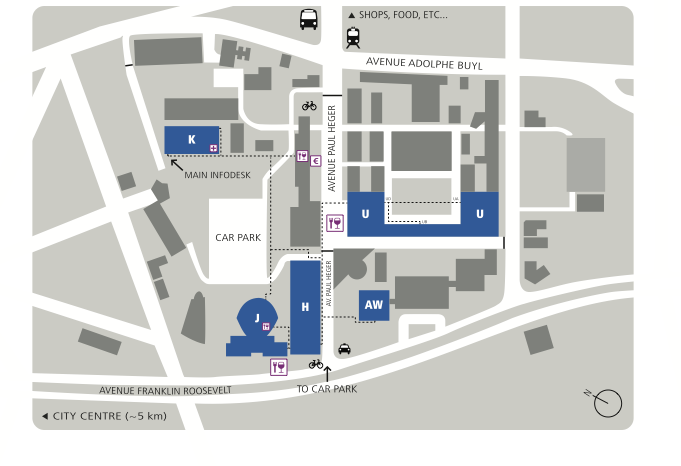 ▲ SHOPS, FOOD, ETC...
AVENUE ADOLPHE BUYL
AVENUE PAUL HEGER
K
MAIN INFODESK
€
U
U
CAR PARK
AV. PAUL HEGER
H
AW
J
TO CAR PARK
AVENUE FRANKLIN ROOSEVELT
◄ CITY CENTRE (~5 km)
N